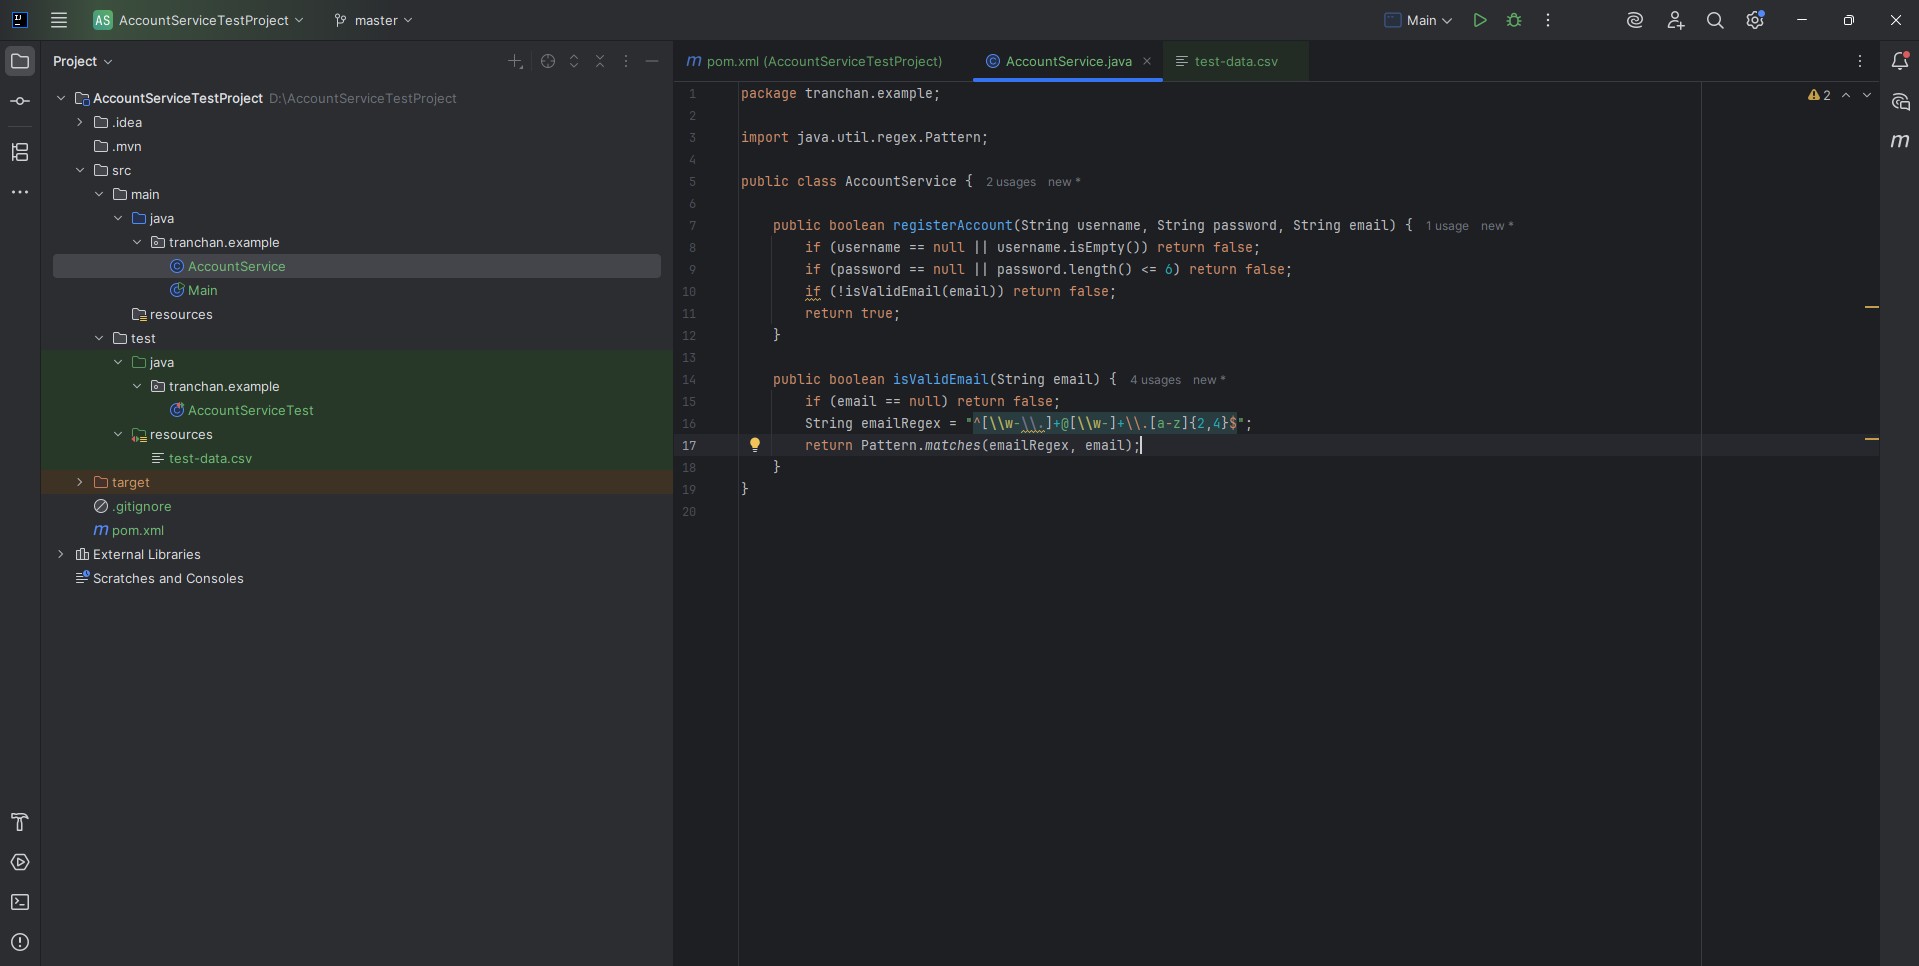 AS AccountServiceTestProject master Main
Project
pom.xml (AccountServiceTestProject) AccountService.java test-data.csv
AccountServiceTestProject D:\AccountServiceTestProject
.idea
.mvn
src
main
java
tranchan.example
AccountService
Main
resources
test
java
tranchan.example
AccountServiceTest
resources
test-data.csv
target
.gitignore
pom.xml
External Libraries
Scratches and Consoles
2
1 package tranchan.example;
2
3 import java.util.regex.Pattern;
4
5 public class AccountService { 2 usages new *
6
7 public boolean registerAccount(String username, String password, String email) { 1 usage new *
8 if (username == null || username.isEmpty()) return false;
9 if (password == null || password.length() <= 6) return false;
10 if (!isValidEmail(email)) return false;
11 return true;
12 }
13
14 public boolean isValidEmail(String email) { 4 usages new *
15 if (email == null) return false;
16 String emailRegex = "^[\\w-\\.]+@[\\w-]+\\.[a-z]{2,4}$";
17 return Pattern.matches(emailRegex, email);
18 }
19 }
20